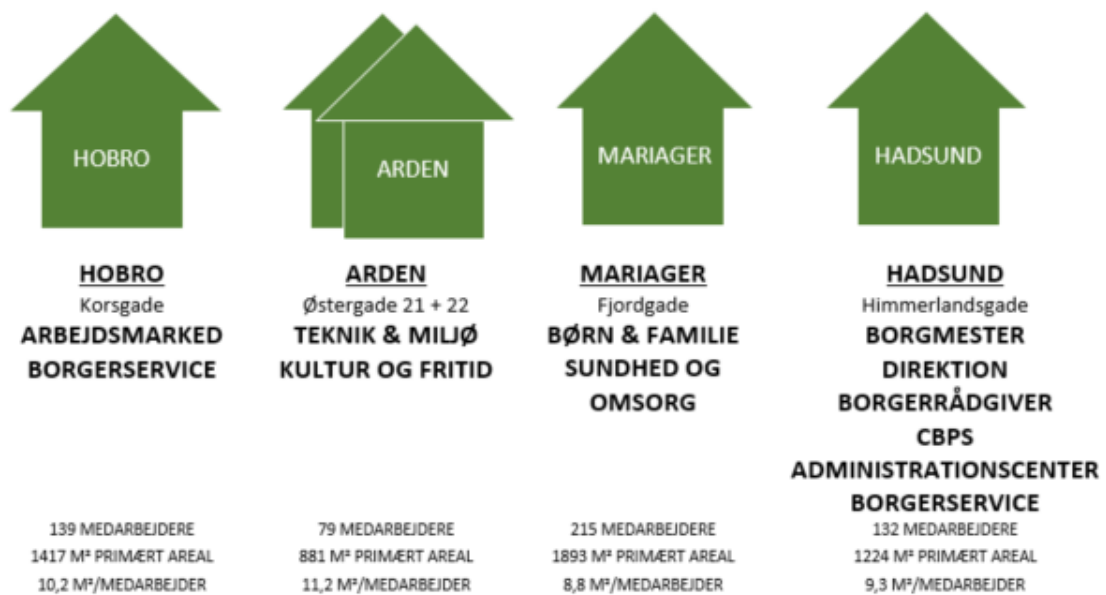 HOBRO
ARDEN
MARIAGER
HADSUND
HOBRO
Korsgade
ARBEJDSMARKED
BORGERSERVICE
139 MEDARBEJDERE
1417 M² PRIMÆRT AREAL
10,2 M²/MEDARBEJDER
ARDEN
Østergade 21 + 22
TEKNIK & MILJØ
KULTUR OG FRITID
79 MEDARBEJDERE
881 M² PRIMÆRT AREAL
11,2 M²/MEDARBEJDER
MARIAGER
Fjordgade
BØRN & FAMILIE
SUNDHED OG
OMSORG
215 MEDARBEJDERE
1893 M² PRIMÆRT AREAL
8,8 M²/MEDARBEJDER
HADSUND
Himmerlandsgade
BORGMESTER
DIREKTION
BORGERRÅDGIVER
CBPS
ADMINISTRATIONSCENTER
BORGERSERVICE
132 MEDARBEJDERE
1224 M² PRIMÆRT AREAL
9,3 M²/MEDARBEJDER